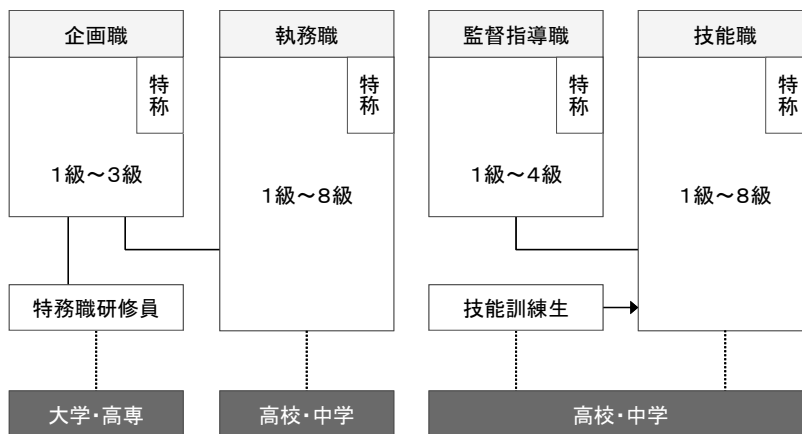 企画職
特称
1級～3級
執務職
特称
1級～8級
監督指導職
特称
1級～4級
技能職
特称
1級～8級
特務職研修員
技能訓練生
大学・高専
高校・中学
高校・中学